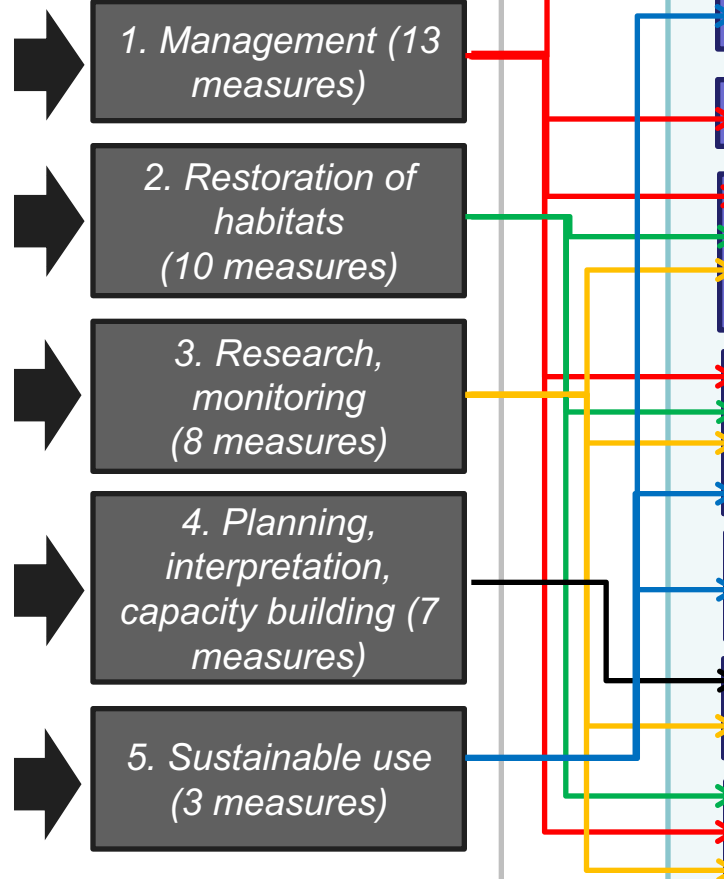 1. Management (13
measures)
2. Restoration of
habitats
(10 measures)
3. Research,
monitoring
(8 measures)
4. Planning,
interpretation,
capacity building (7
measures)
5. Sustainable use
(3 measures)